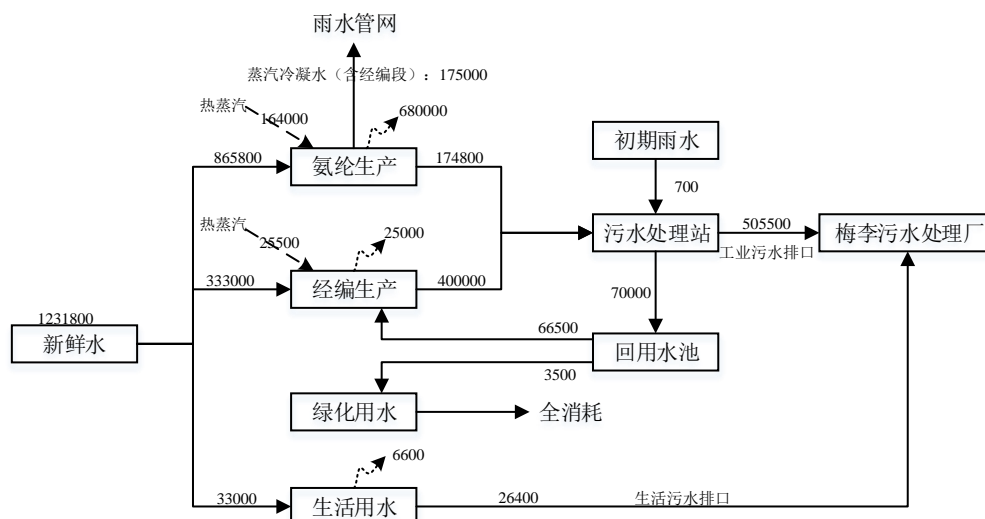 雨水管网
蒸汽冷凝水（含经编段）：175000
热蒸汽
164000
680000
865800
氨纶生产
174800
初期雨水
700
热蒸汽
25500
25000
污水处理站
505500
工业污水排口
梅李污水处理厂
333000
经编生产
400000
70000
1231800
新鲜水
66500
回用水池
3500
绿化用水
全消耗
6600
33000
生活用水
26400
生活污水排口